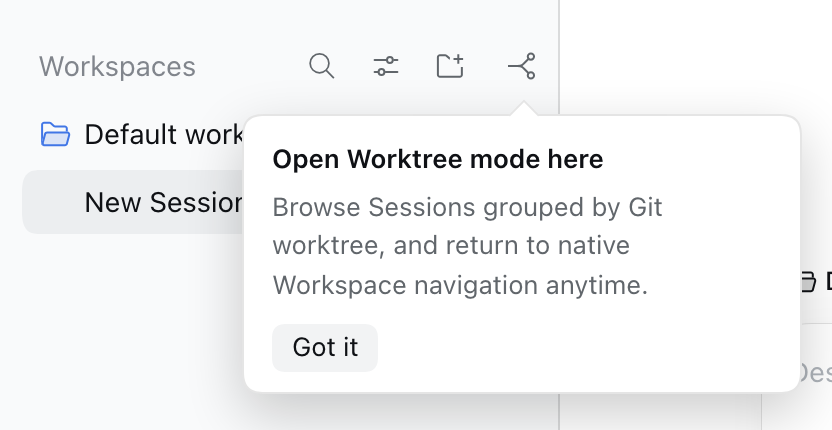 Workspaces
Default work
New Session
Open Worktree mode here
Browse Sessions grouped by Git
worktree, and return to native
Workspace navigation anytime.
Got it